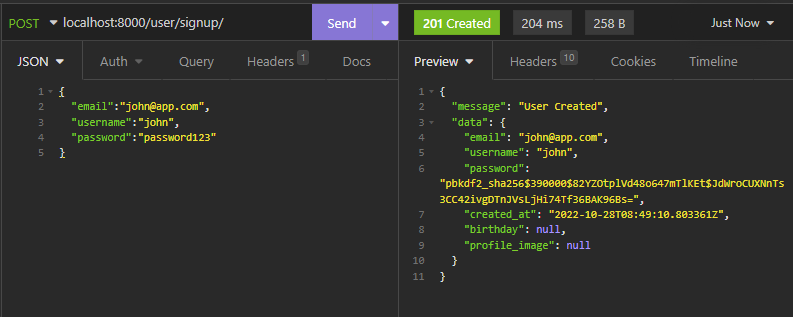 POST localhost:8000/user/signup/ Send 201 Created 204 ms 258 B Just Now
JSON Auth Query Headers 1 Docs Preview Headers 10 Cookies Timeline
1 {
2 "email":"john@app.com",
3 "username":"john",
4 "password":"password123"
5 }
1 {
2 "message": "User Created",
3 "data": {
4 "email": "john@app.com",
5 "username": "john",
6 "password":
"pbkdf2_sha256$390000$82YZOtplVd48o647mTlKEt$JdWroCUXNnTs
3CC42ivgDTnJVsLjHi74Tf36BAK96Bs=",
7 "created_at": "2022-10-28T08:49:10.803361Z",
8 "birthday": null,
9 "profile_image": null
10 }
11 }